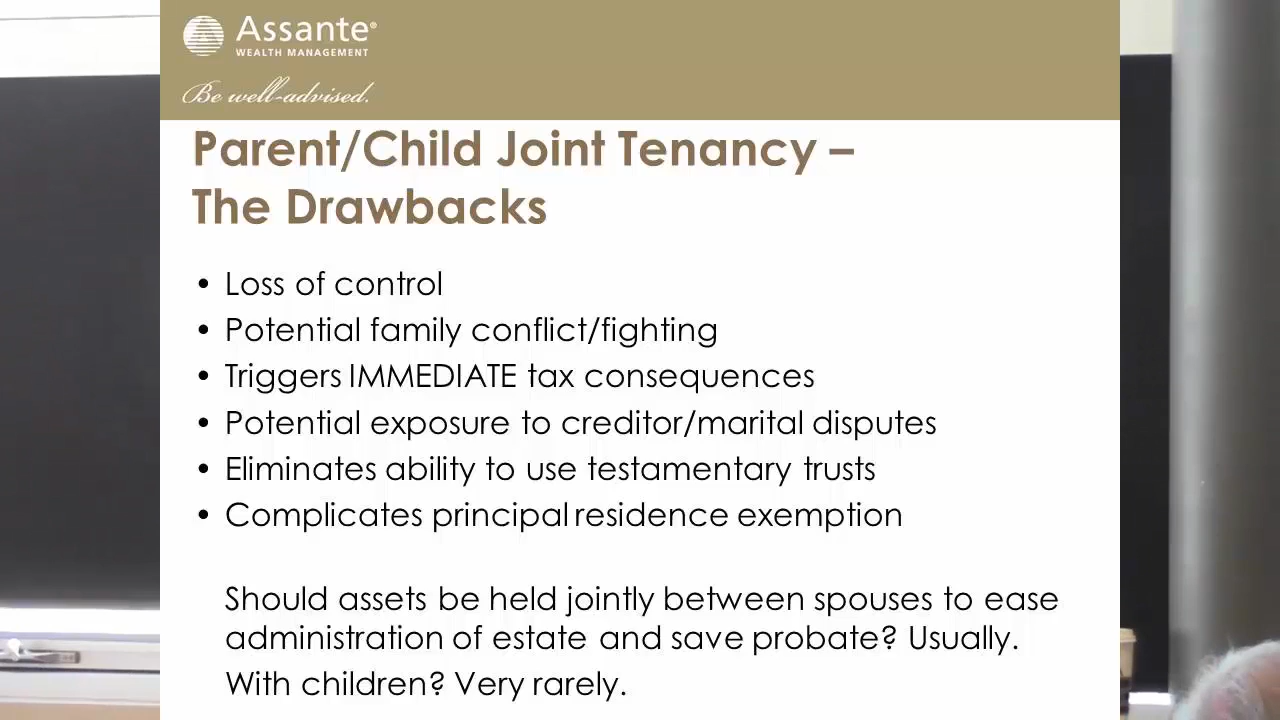 Assante®
WEALTH MANAGEMENT
Be well-advised.
Parent/Child Joint Tenancy –
The Drawbacks
• Loss of control
• Potential family conflict/fighting
• Triggers IMMEDIATE tax consequences
• Potential exposure to creditor/marital disputes
• Eliminates ability to use testamentary trusts
• Complicates principal residence exemption
Should assets be held jointly between spouses to ease
administration of estate and save probate? Usually.
With children? Very rarely.